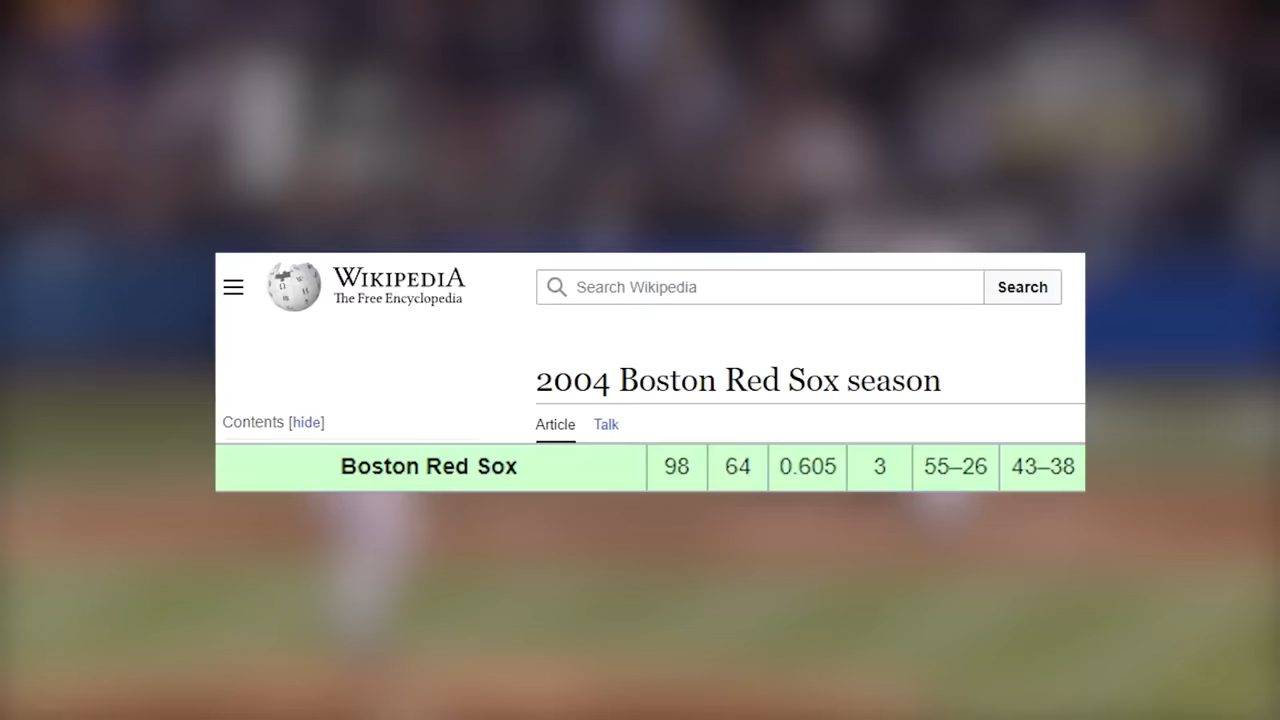 WIKIPEDIA
The Free Encyclopedia
Search Wikipedia
Search
2004 Boston Red Sox season
Contents [hide]
Article Talk
Boston Red Sox 98 64 0.605 3 55–26 43–38